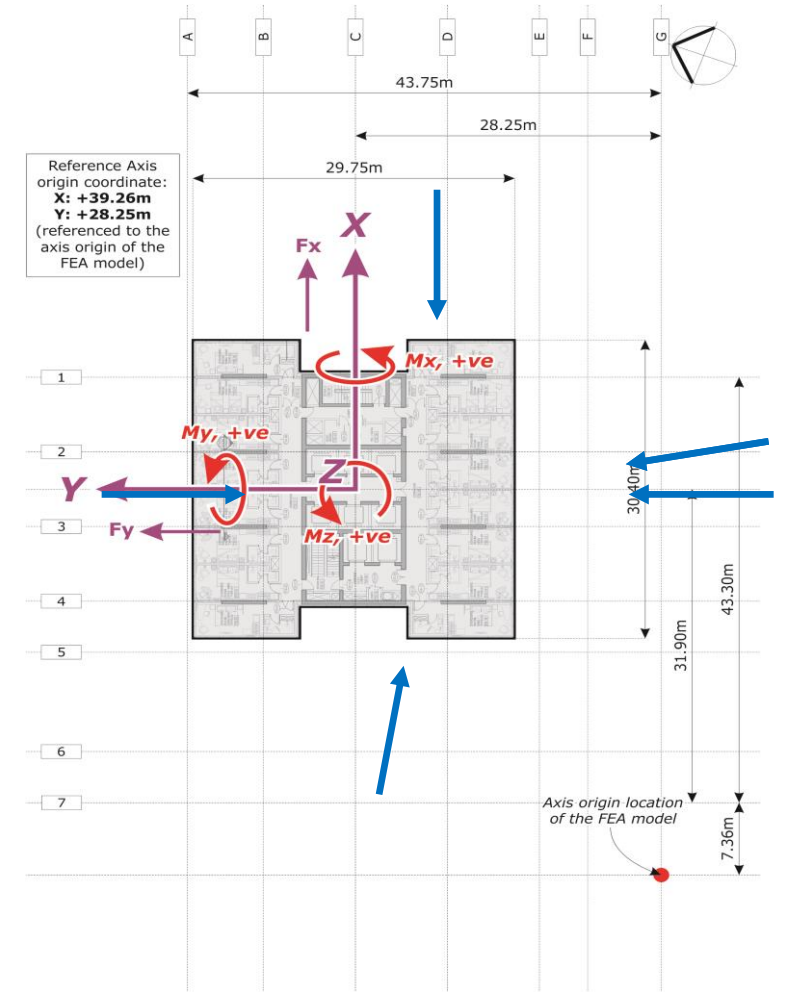 A
B
C
D
E
F
G
43.75m
28.25m
29.75m
Reference Axis
origin coordinate:
X: +39.26m
Y: +28.25m
(referenced to the
axis origin of the
FEA model)
X
Fx
Mx, +ve
1
My, +ve
2
Z
Y
30.40m
3
Fy
Mz, +ve
4
43.30m
5
31.90m
6
7
Axis origin location
of the FEA model
7.36m